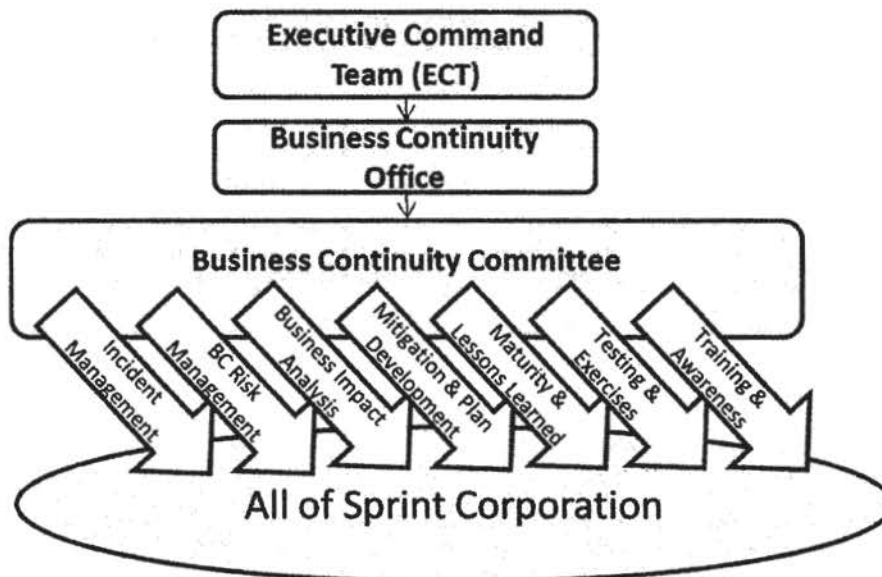 Executive Command
Team (ECT)
Business Continuity
Office
Business Continuity Committee
Incident
Management
BC Risk
Management
Business Impact
Analysis
Mitigation & Plan
Development
Maturity &
Lessons Learned
Testing &
Exercises
Training &
Awareness
All of Sprint Corporation